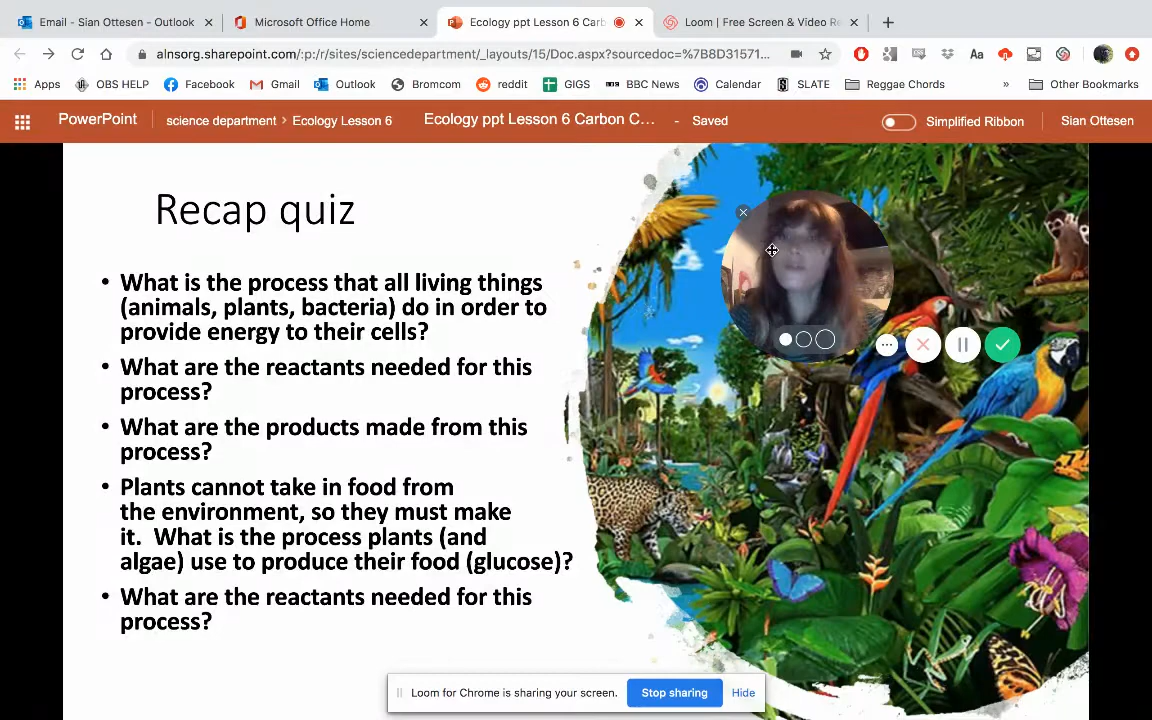 Email - Sian Ottesen - Outlook
Microsoft Office Home
Ecology ppt Lesson 6 Carb
Loom | Free Screen & Video Re
alnsorg.sharepoint.com/:p:/r/sites/sciencedepartment/_layouts/15/Doc.aspx?sourcedoc=%7B8D31571...
Apps
OBS HELP
Facebook
Gmail
Outlook
Bromcom
reddit
GIGS
BBC News
Calendar
SLATE
Reggae Chords
»
Other Bookmarks
PowerPoint
science department > Ecology Lesson 6
Ecology ppt Lesson 6 Carbon C... - Saved
Simplified Ribbon
Sian Ottesen
Recap quiz
• What is the process that all living things
(animals, plants, bacteria) do in order to
provide energy to their cells?
• What are the reactants needed for this
process?
• What are the products made from this
process?
• Plants cannot take in food from
the environment, so they must make
it. What is the process plants (and
algae) use to produce their food (glucose)?
• What are the reactants needed for this
process?
Loom for Chrome is sharing your screen.
Stop sharing
Hide